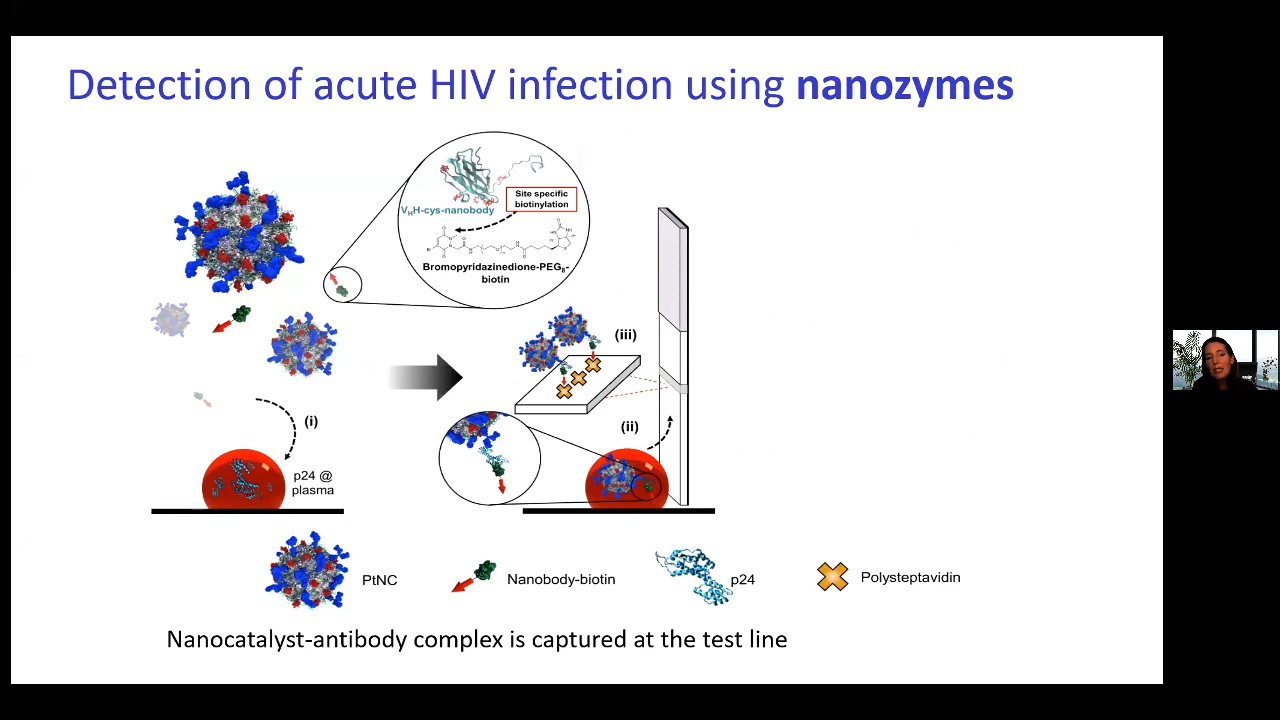 Detection of acute HIV infection using nanozymes
Site specific
biotinylation
VHH-cys-nanobody
Bromopyridazinedione-PEG8-
biotin
(iii)
(i)
(ii)
p24 @
plasma
PtNC
Nanobody-biotin
p24
Polysteptavidin
Nanocatalyst-antibody complex is captured at the test line